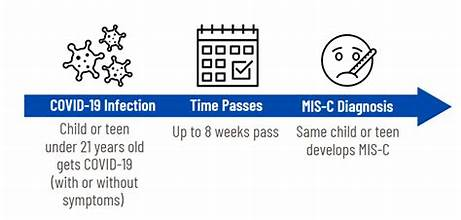 COVID-19 Infection
Time Passes
MIS-C Diagnosis
Child or teen
under 21 years old
gets COVID-19
(with or without
symptoms)
Up to 8 weeks pass
Same child or teen
develops MIS-C